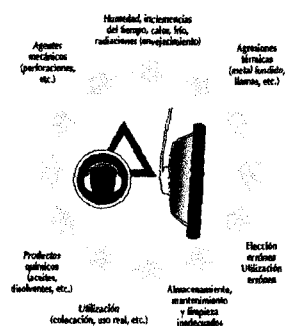 Humedad, inclemencias
del tiempo, calor, frío,
radiaciones (envejecimiento)
Agentes
mecánicos
(perforaciones,
etc.)
Agresiones
térmicas
(metal fundido,
llamas, etc.)
Productos
químicos
(aceites,
disolventes, etc.)
Utilización
(colocación, uso real, etc.)
Almacenamiento,
mantenimiento
y limpieza
inadecuados
Elección
errónea
Utilización
errónea